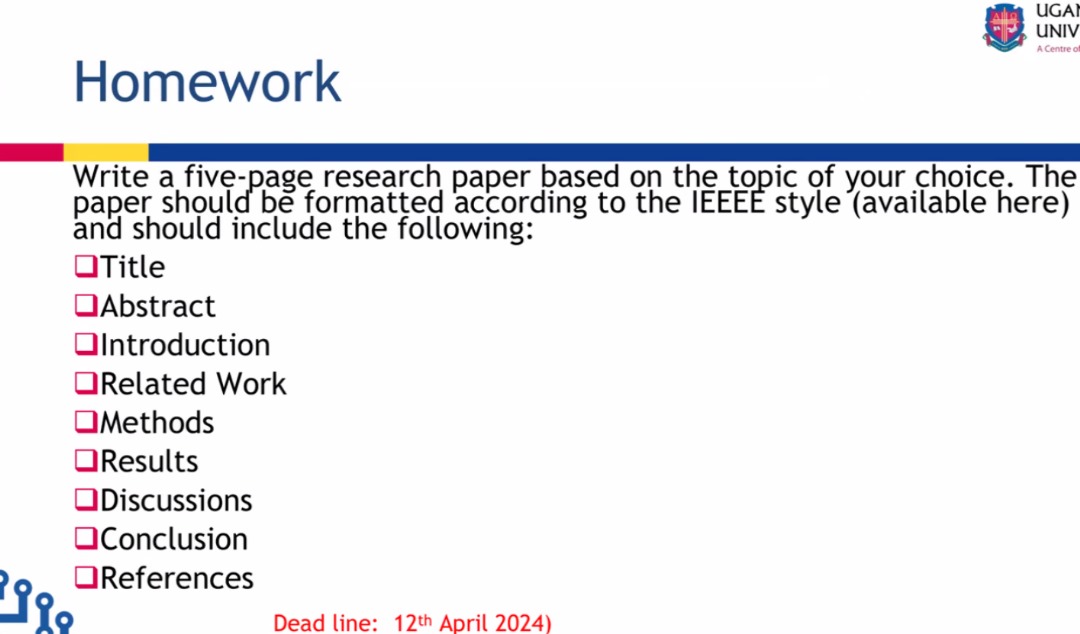 UGAN
UNIV
A Centre of
Homework
Write a five-page research paper based on the topic of your choice. The
paper should be formatted according to the IEEEE style (available here)
and should include the following:
❑Title
❑Abstract
❑Introduction
❑Related Work
❑Methods
❑Results
❑Discussions
❑Conclusion
❑References
Dead line: 12th April 2024)